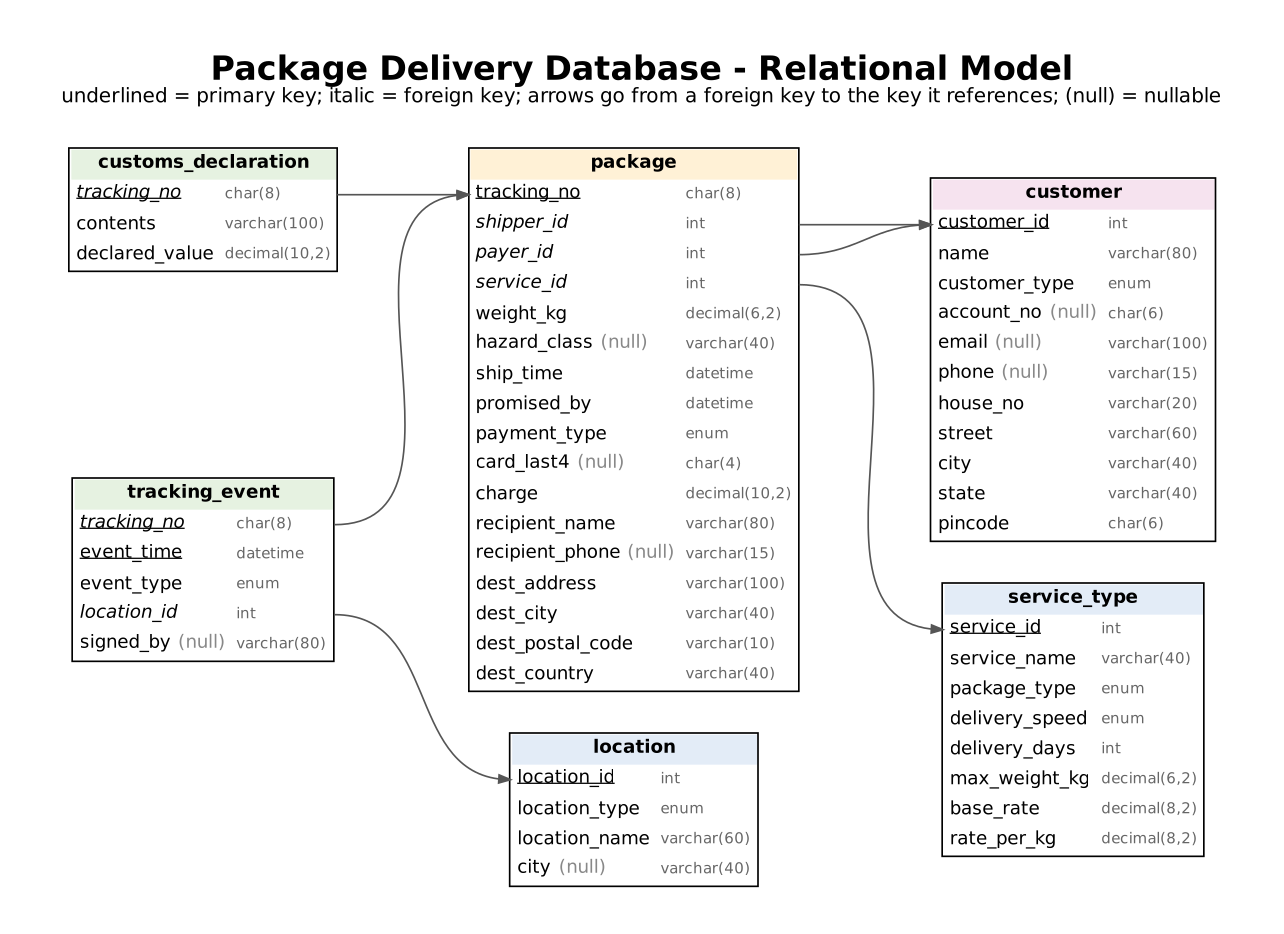 Package Delivery Database - Relational Model
underlined = primary key; italic = foreign key; arrows go from a foreign key to the key it references; (null) = nullable
customs_declaration
tracking_no char(8)
contents varchar(100)
declared_value decimal(10,2)
tracking_event
tracking_no char(8)
event_time datetime
event_type enum
location_id int
signed_by (null) varchar(80)
package
tracking_no char(8)
shipper_id int
payer_id int
service_id int
weight_kg decimal(6,2)
hazard_class (null) varchar(40)
ship_time datetime
promised_by datetime
payment_type enum
card_last4 (null) char(4)
charge decimal(10,2)
recipient_name varchar(80)
recipient_phone (null) varchar(15)
dest_address varchar(100)
dest_city varchar(40)
dest_postal_code varchar(10)
dest_country varchar(40)
location
location_id int
location_type enum
location_name varchar(60)
city (null) varchar(40)
customer
customer_id int
name varchar(80)
customer_type enum
account_no (null) char(6)
email (null) varchar(100)
phone (null) varchar(15)
house_no varchar(20)
street varchar(60)
city varchar(40)
state varchar(40)
pincode char(6)
service_type
service_id int
service_name varchar(40)
package_type enum
delivery_speed enum
delivery_days int
max_weight_kg decimal(6,2)
base_rate decimal(8,2)
rate_per_kg decimal(8,2)